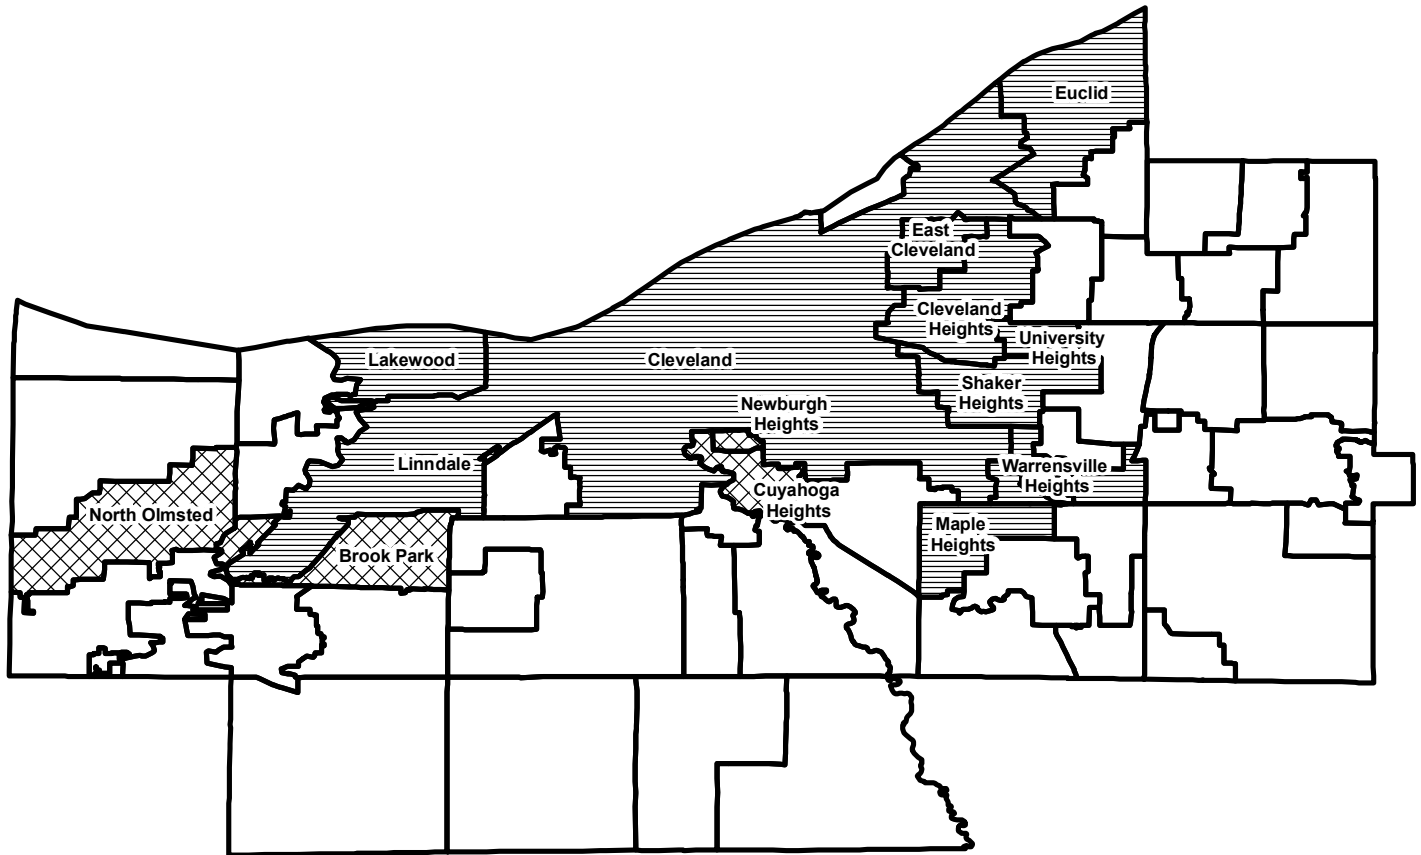 Euclid
East
Cleveland
Cleveland
Heights
University
Heights
Lakewood
Cleveland
Shaker
Heights
Newburgh
Heights
Linndale
Warrensville
Heights
Cuyahoga
Heights
North Olmsted
Maple
Heights
Brook Park